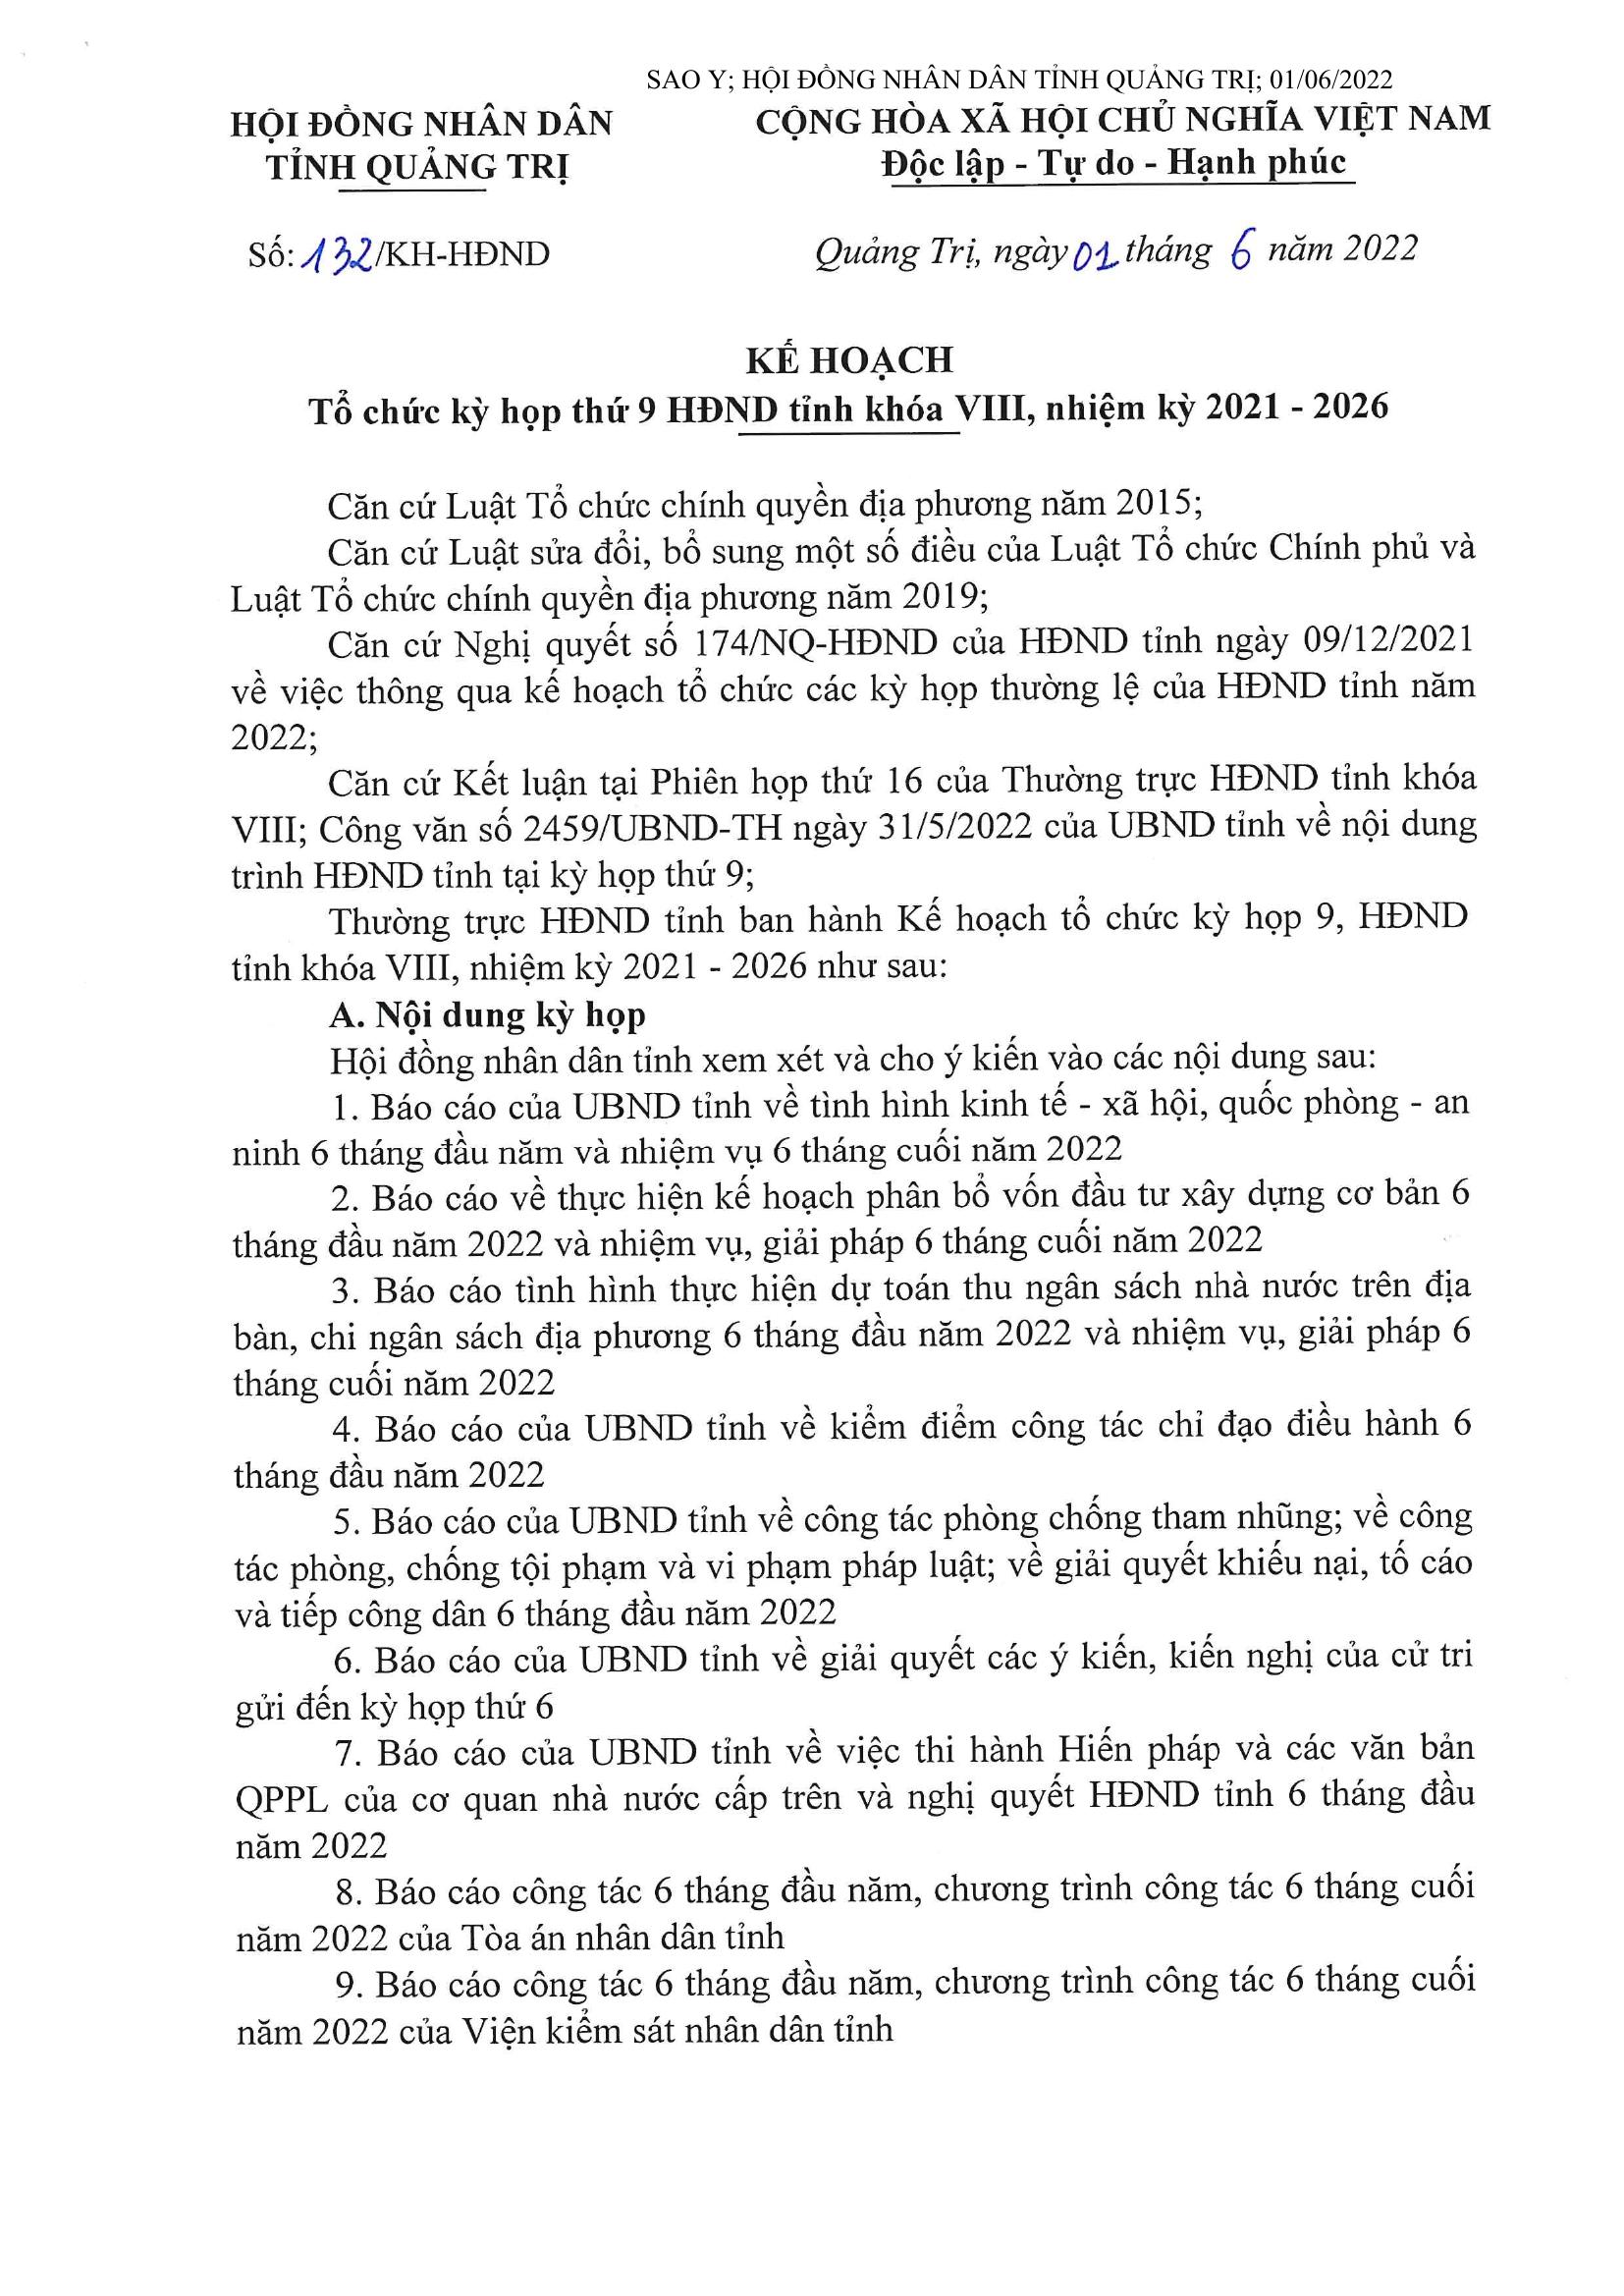 SAO Y; HỘI ĐỒNG NHÂN DÂN TỈNH QUẢNG TRỊ; 01/06/2022
HỘI ĐỒNG NHÂN DÂN
TỈNH QUẢNG TRỊ
CỘNG HÒA XÃ HỘI CHỦ NGHĨA VIỆT NAM
Độc lập - Tự do - Hạnh phúc
Số: 132/KH-HĐND
Quảng Trị, ngày 01 tháng 6 năm 2022
KẾ HOẠCH
Tổ chức kỳ họp thứ 9 HĐND tỉnh khóa VIII, nhiệm kỳ 2021 - 2026
Căn cứ Luật Tổ chức chính quyền địa phương năm 2015;
Căn cứ Luật sửa đổi, bổ sung một số điều của Luật Tổ chức Chính phủ và
Luật Tổ chức chính quyền địa phương năm 2019;
Căn cứ Nghị quyết số 174/NQ-HĐND của HĐND tỉnh ngày 09/12/2021
về việc thông qua kế hoạch tổ chức các kỳ họp thường lệ của HĐND tỉnh năm
2022;
Căn cứ Kết luận tại Phiên họp thứ 16 của Thường trực HĐND tỉnh khóa
VIII; Công văn số 2459/UBND-TH ngày 31/5/2022 của UBND tỉnh về nội dung
trình HĐND tỉnh tại kỳ họp thứ 9;
Thường trực HĐND tỉnh ban hành Kế hoạch tổ chức kỳ họp 9, HĐND
tỉnh khóa VIII, nhiệm kỳ 2021 - 2026 như sau:
A. Nội dung kỳ họp
Hội đồng nhân dân tỉnh xem xét và cho ý kiến vào các nội dung sau:
1. Báo cáo của UBND tỉnh về tình hình kinh tế - xã hội, quốc phòng - an
ninh 6 tháng đầu năm và nhiệm vụ 6 tháng cuối năm 2022
2. Báo cáo về thực hiện kế hoạch phân bổ vốn đầu tư xây dựng cơ bản 6
tháng đầu năm 2022 và nhiệm vụ, giải pháp 6 tháng cuối năm 2022
3. Báo cáo tình hình thực hiện dự toán thu ngân sách nhà nước trên địa
bàn, chi ngân sách địa phương 6 tháng đầu năm 2022 và nhiệm vụ, giải pháp 6
tháng cuối năm 2022
4. Báo cáo của UBND tỉnh về kiểm điểm công tác chỉ đạo điều hành 6
tháng đầu năm 2022
5. Báo cáo của UBND tỉnh về công tác phòng chống tham nhũng; về công
tác phòng, chống tội phạm và vi phạm pháp luật; về giải quyết khiếu nại, tố cáo
và tiếp công dân 6 tháng đầu năm 2022
6. Báo cáo của UBND tỉnh về giải quyết các ý kiến, kiến nghị của cử tri
gửi đến kỳ họp thứ 6
7. Báo cáo của UBND tỉnh về việc thi hành Hiến pháp và các văn bản
QPPL của cơ quan nhà nước cấp trên và nghị quyết HĐND tỉnh 6 tháng đầu
năm 2022
8. Báo cáo công tác 6 tháng đầu năm, chương trình công tác 6 tháng cuối
năm 2022 của Tòa án nhân dân tỉnh
9. Báo cáo công tác 6 tháng đầu năm, chương trình công tác 6 tháng cuối
năm 2022 của Viện kiểm sát nhân dân tỉnh